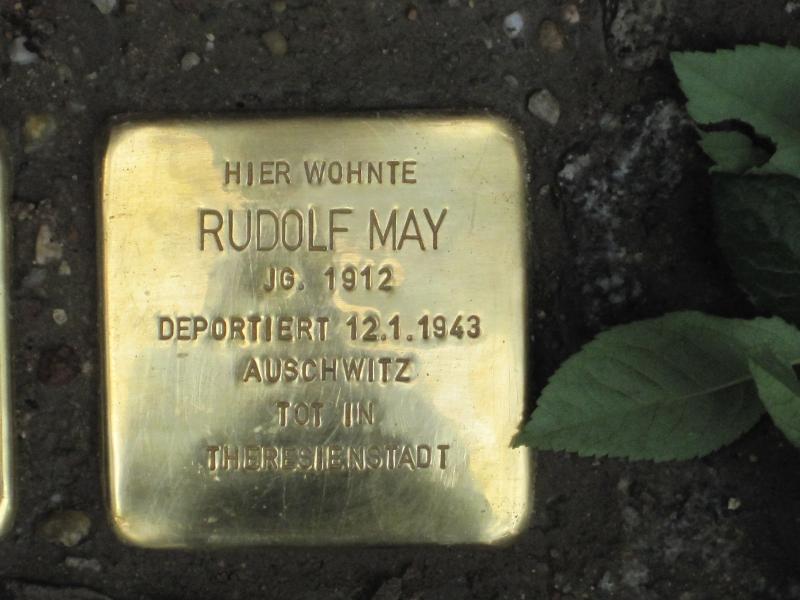 HIER WOHNTE
RUDOLF MAY
JG. 1912
DEPORTIERT 12.1.1943
AUSCHWITZ
TOT IN
THERESIENSTADT